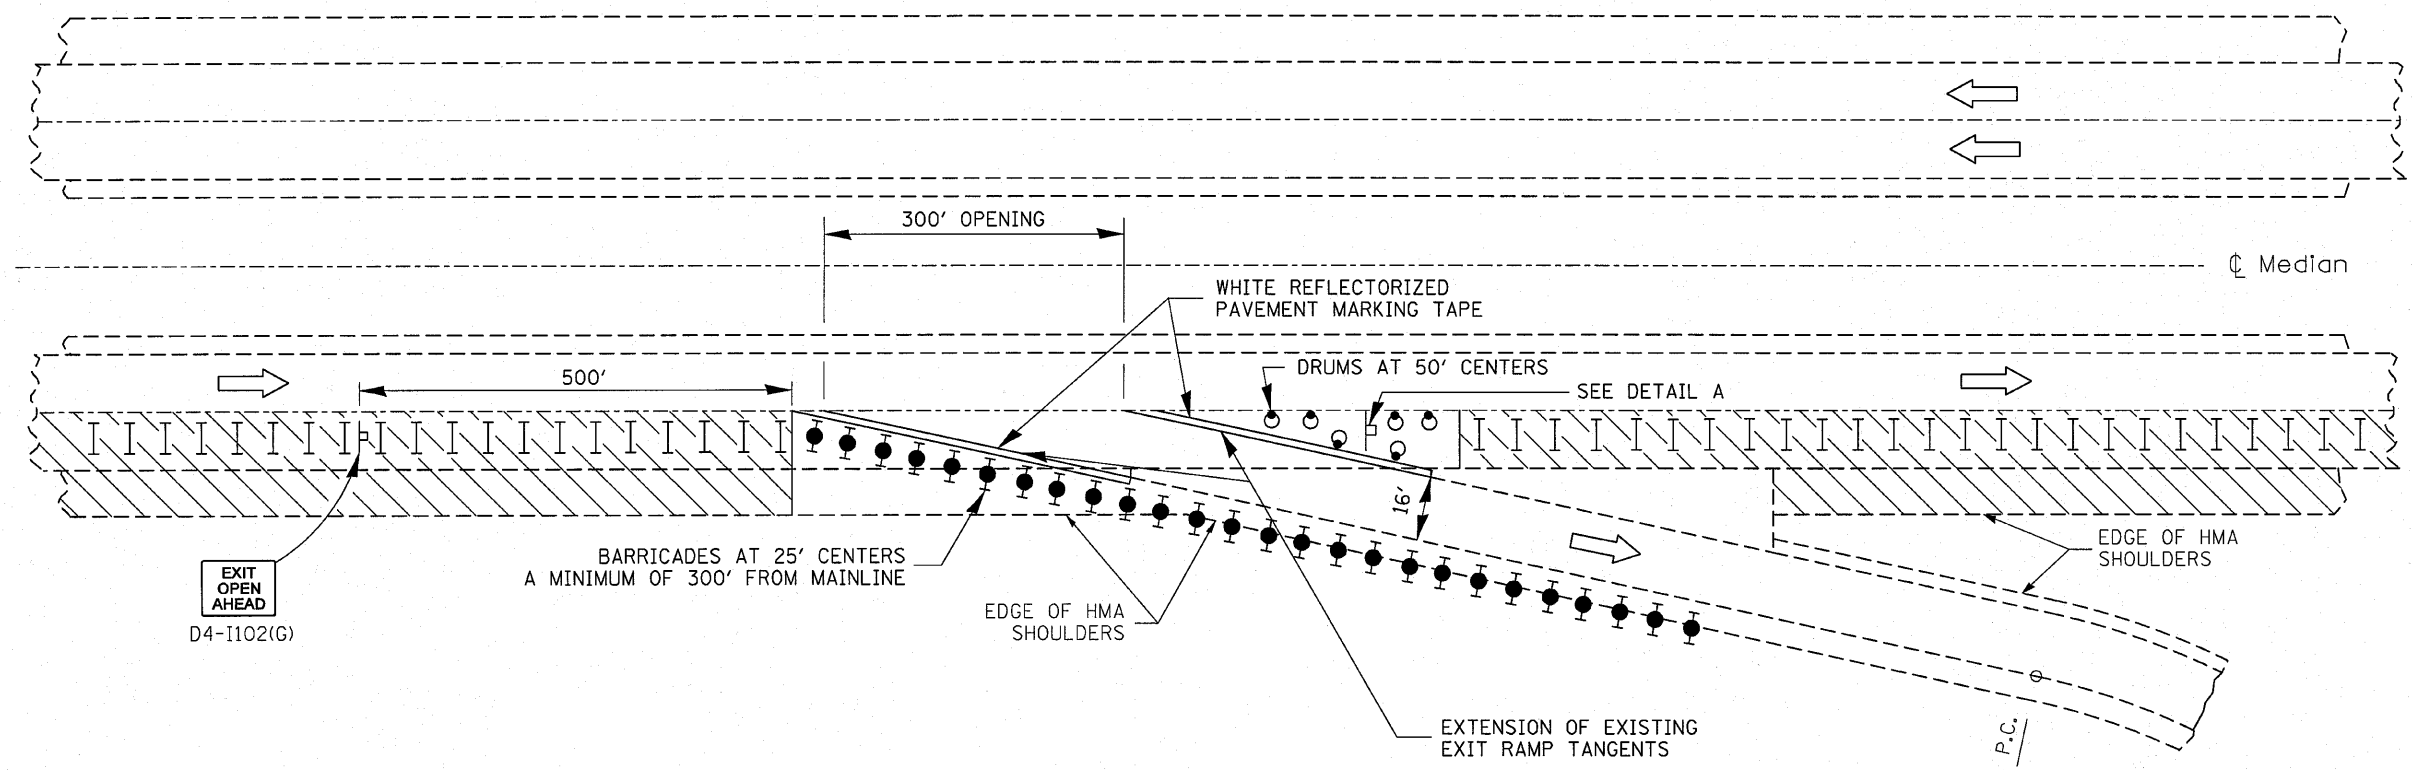 300' OPENING
℄ Median
WHITE REFLECTORIZED
PAVEMENT MARKING TAPE
DRUMS AT 50' CENTERS
500'
SEE DETAIL A
16'
BARRICADES AT 25' CENTERS
A MINIMUM OF 300' FROM MAINLINE
EDGE OF HMA
SHOULDERS
EXIT
OPEN
AHEAD
D4-I102(G)
EDGE OF HMA
SHOULDERS
EXTENSION OF EXISTING
EXIT RAMP TANGENTS
P.C.